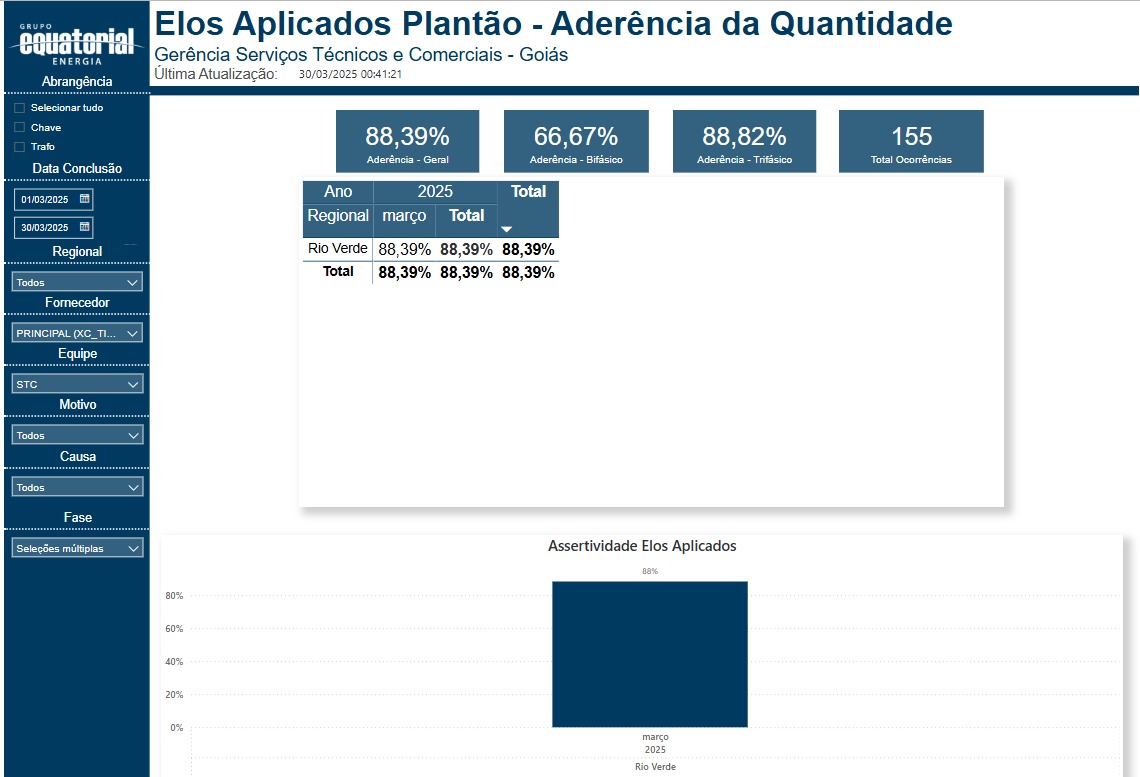 GRUPO
equatorial
ENERGIA
Elos Aplicados Plantão - Aderência da Quantidade
Gerência Serviços Técnicos e Comerciais - Goiás
Última Atualização: 30/03/2025 00:41:21
Abrangência
Selecionar tudo
Chave
Trafo
Data Conclusão
01/03/2025
30/03/2025
Regional
Todos
Fornecedor
PRINCIPAL (XC_TI...
Equipe
STC
Motivo
Todos
Causa
Todos
Fase
Seleções múltiplas
88,39%
Aderência - Geral
66,67%
Aderência - Bifásico
88,82%
Aderência - Trifásico
155
Total Ocorrências
Ano 2025 Total
Regional março Total
Rio Verde 88,39% 88,39% 88,39%
Total 88,39% 88,39% 88,39%
Assertividade Elos Aplicados
88%
80%
60%
40%
20%
0%
março
2025
Rio Verde